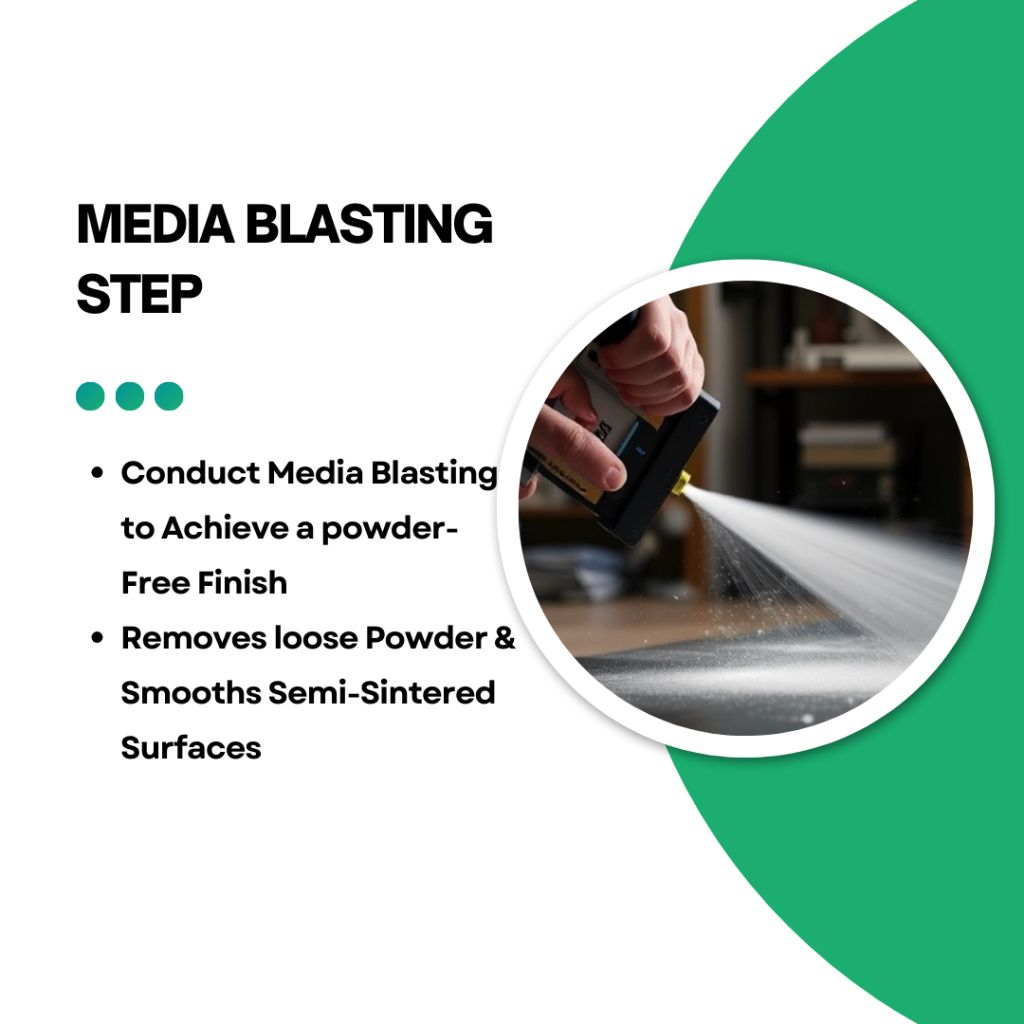 MEDIA BLASTING
STEP
Conduct Media Blasting
to Achieve a powder-
Free Finish
Removes loose Powder &
Smooths Semi-Sintered
Surfaces